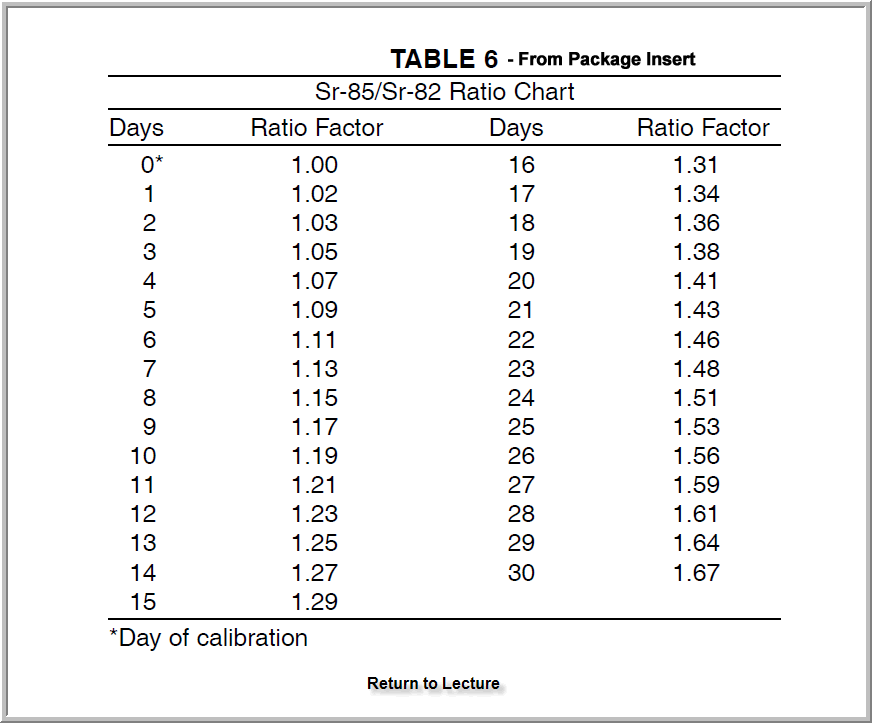 TABLE 6 - From Package Insert
Sr-85/Sr-82 Ratio Chart
Days Ratio Factor Days Ratio Factor
0* 1.00 16 1.31
1 1.02 17 1.34
2 1.03 18 1.36
3 1.05 19 1.38
4 1.07 20 1.41
5 1.09 21 1.43
6 1.11 22 1.46
7 1.13 23 1.48
8 1.15 24 1.51
9 1.17 25 1.53
10 1.19 26 1.56
11 1.21 27 1.59
12 1.23 28 1.61
13 1.25 29 1.64
14 1.27 30 1.67
15 1.29
*Day of calibration
Return to Lecture